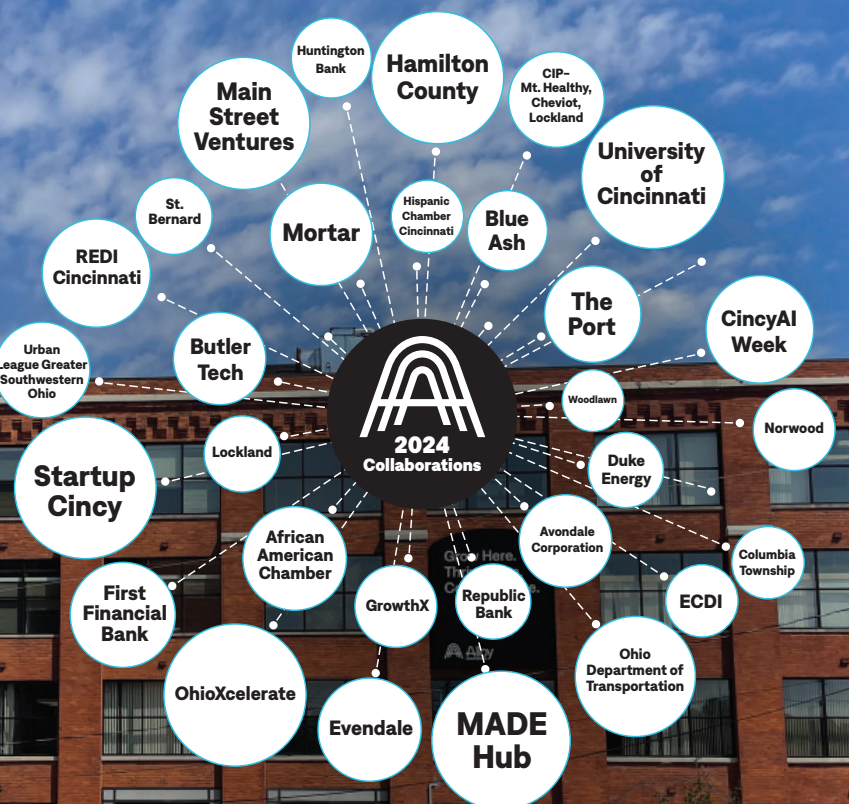 Huntington
Bank
Hamilton
County
CIP–
Mt. Healthy,
Cheviot,
Lockland
Main
Street
Ventures
University
of
Cincinnati
St.
Bernard
Mortar
Hispanic
Chamber
Cincinnati
Blue
Ash
REDI
Cincinnati
The
Port
CincyAI
Week
Urban
League Greater
Southwestern
Ohio
Butler
Tech
Woodlawn
Norwood
2024
Collaborations
Lockland
Startup
Cincy
Duke
Energy
African
American
Chamber
Avondale
Corporation
Columbia
Township
Grow Here.
First
Financial
Bank
GrowthX
Republic
Bank
ECDI
Alloy
Ohio
Department of
Transportation
OhioXcelerate
Evendale
MADE
Hub